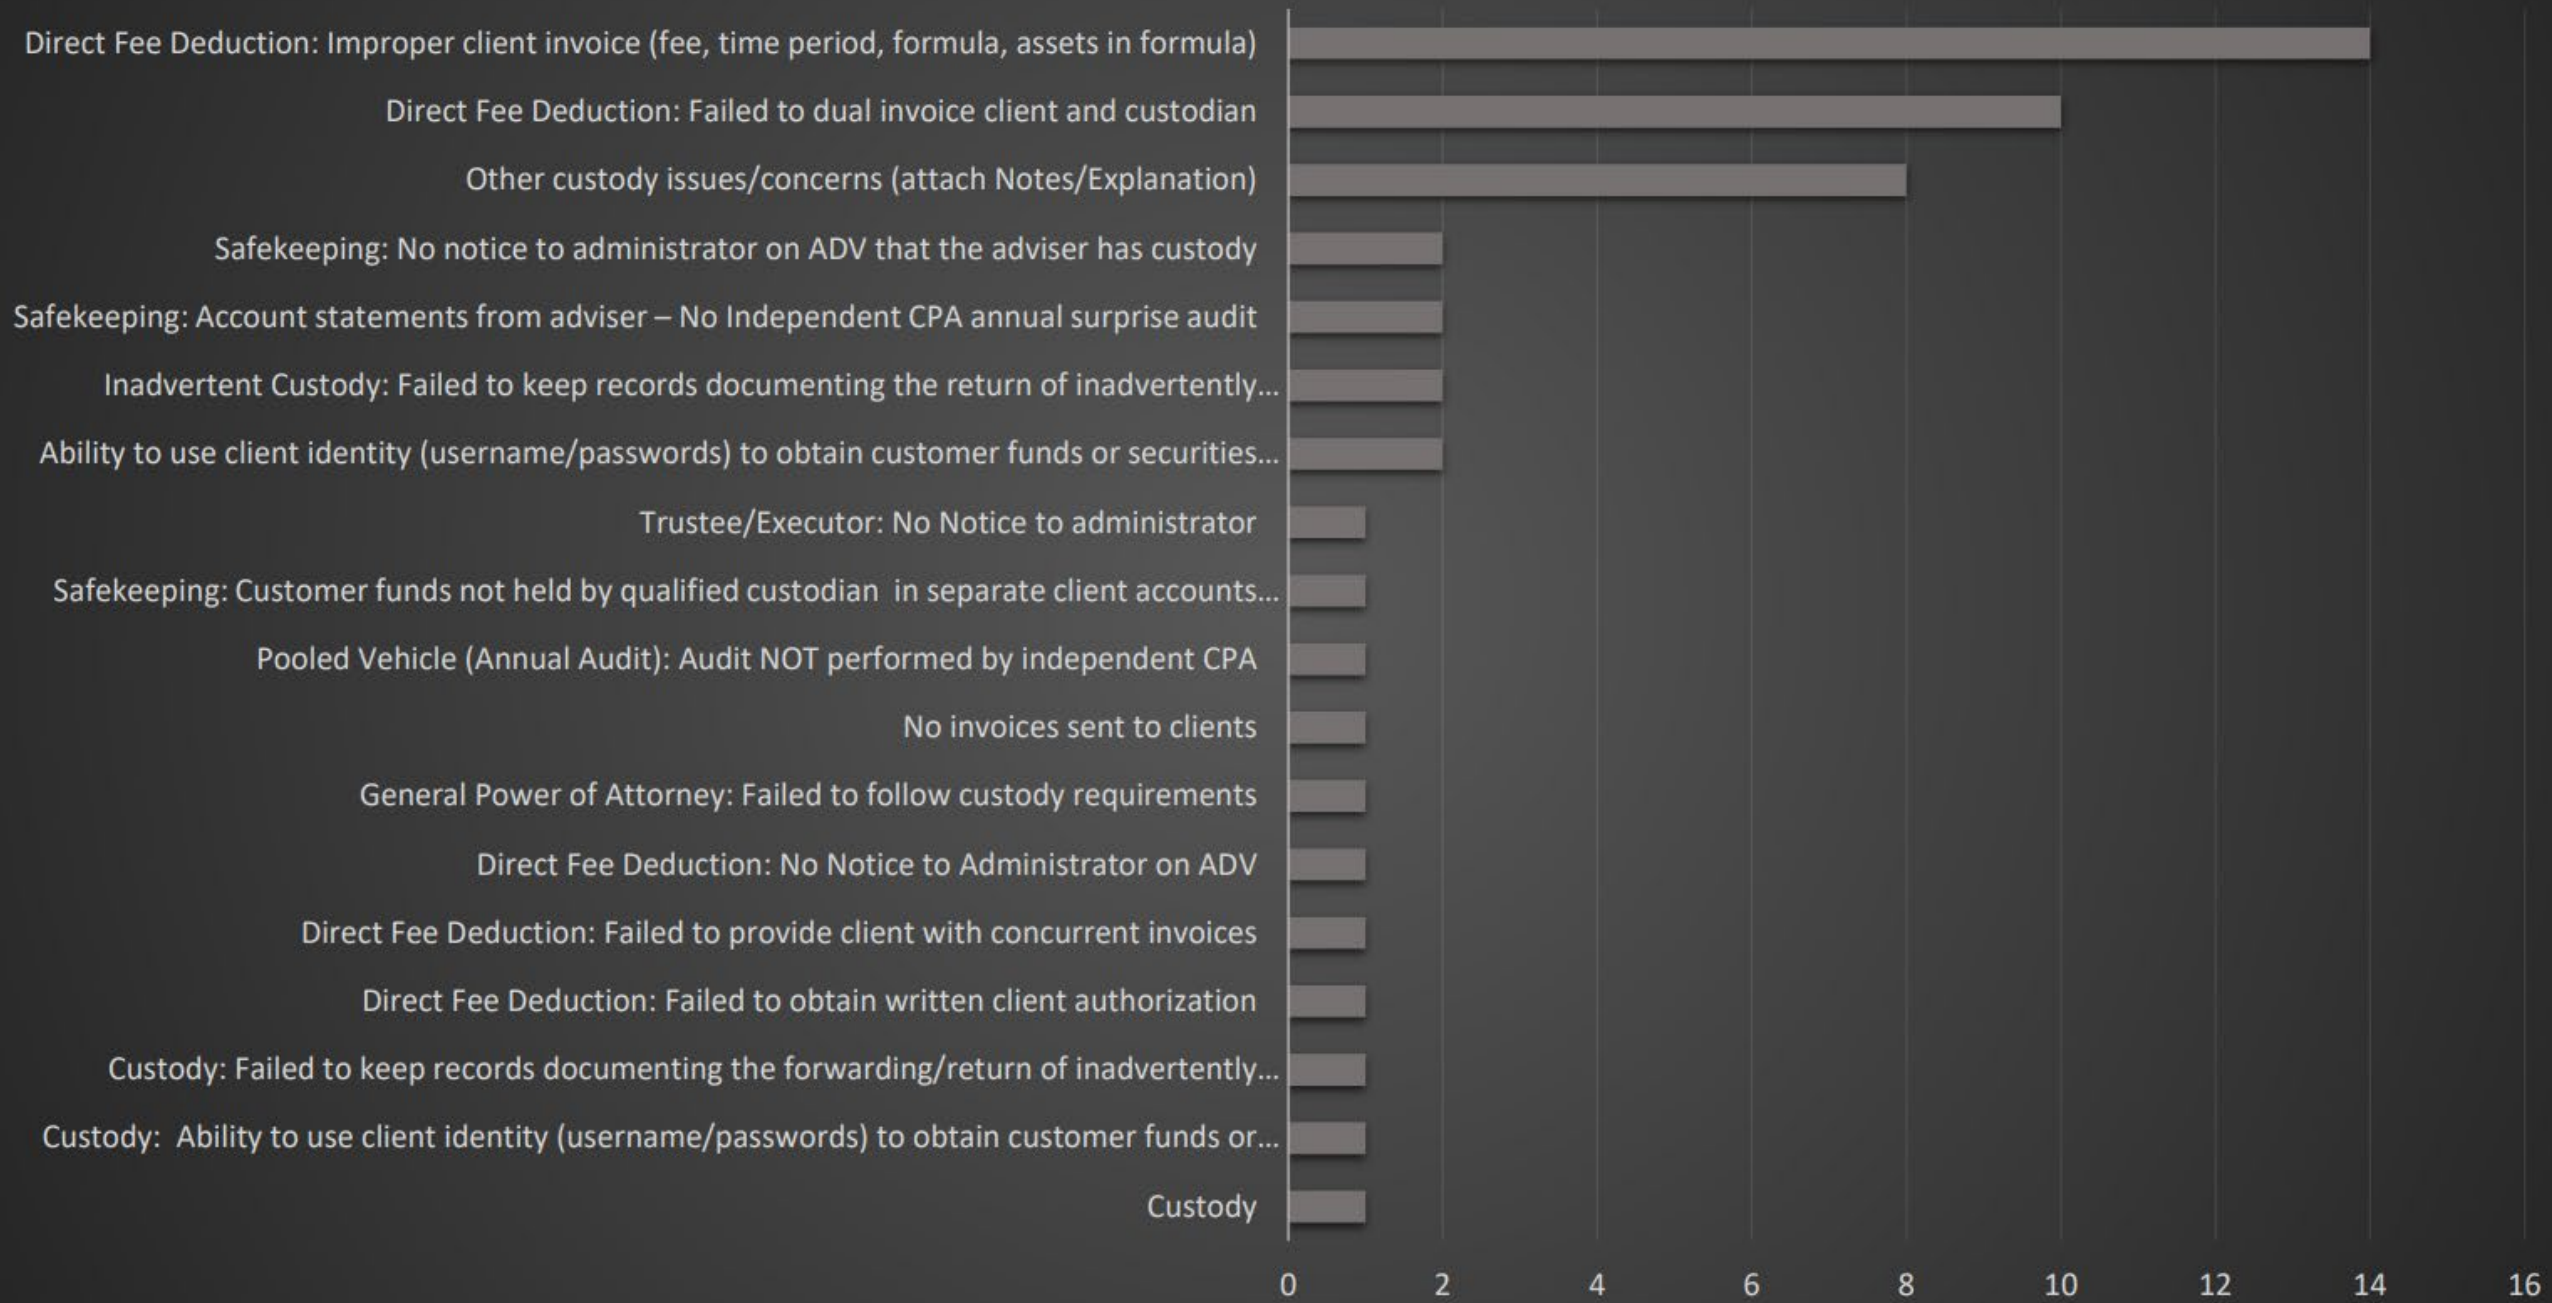 Direct Fee Deduction: Improper client invoice (fee, time period, formula, assets in formula)
Direct Fee Deduction: Failed to dual invoice client and custodian
Other custody issues/concerns (attach Notes/Explanation)
Safekeeping: No notice to administrator on ADV that the adviser has custody
Safekeeping: Account statements from adviser – No Independent CPA annual surprise audit
Inadvertent Custody: Failed to keep records documenting the return of inadvertently...
Ability to use client identity (username/passwords) to obtain customer funds or securities...
Trustee/Executor: No Notice to administrator
Safekeeping: Customer funds not held by qualified custodian  in separate client accounts...
Pooled Vehicle (Annual Audit): Audit NOT performed by independent CPA
No invoices sent to clients
General Power of Attorney: Failed to follow custody requirements
Direct Fee Deduction: No Notice to Administrator on ADV
Direct Fee Deduction: Failed to provide client with concurrent invoices
Direct Fee Deduction: Failed to obtain written client authorization
Custody: Failed to keep records documenting the forwarding/return of inadvertently...
Custody:  Ability to use client identity (username/passwords) to obtain customer funds or...
Custody
0 2 4 6 8 10 12 14 16